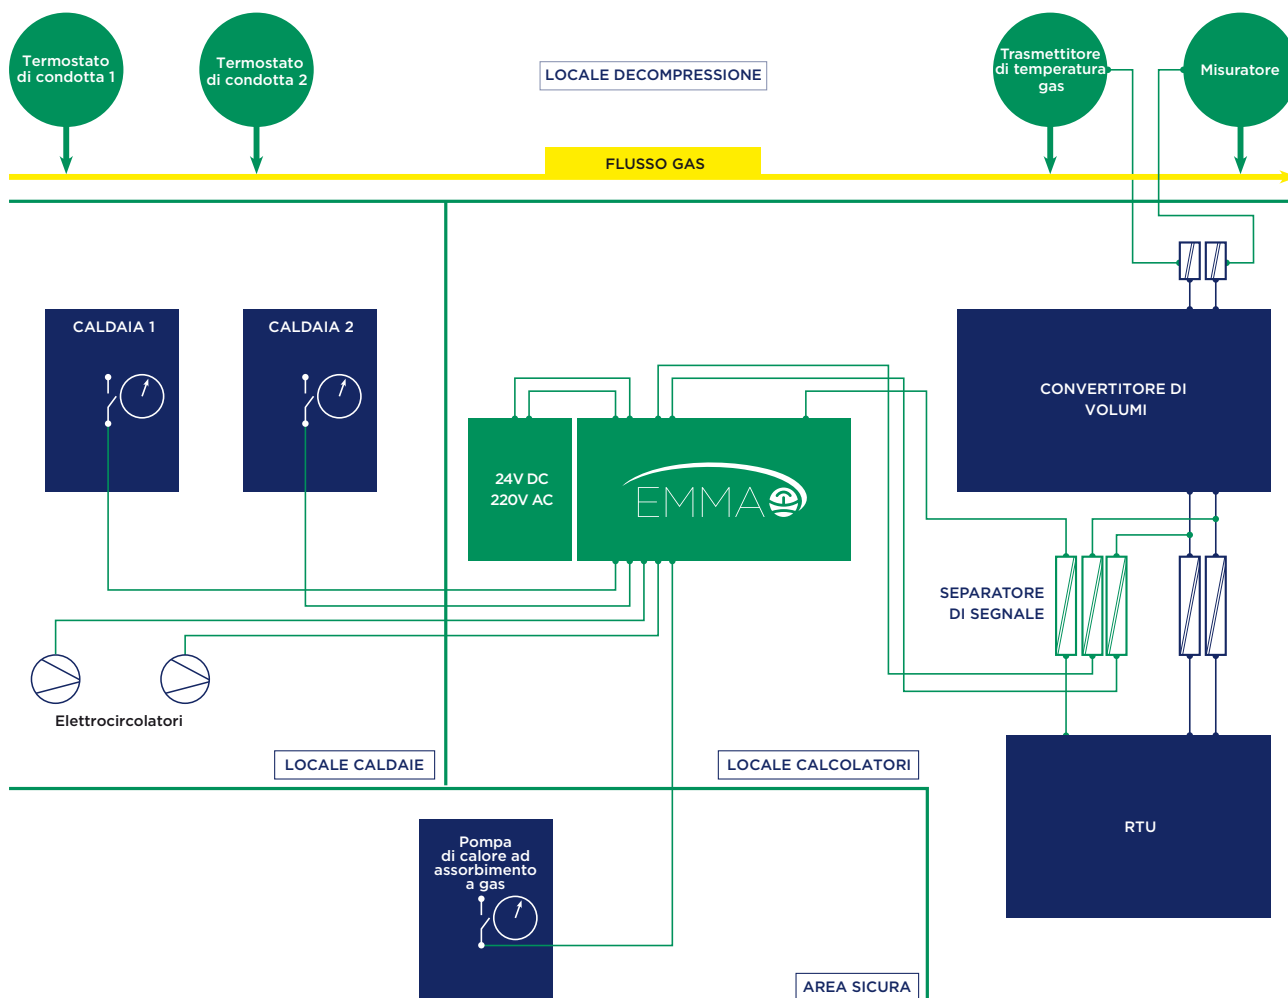 Termostato
di condotta 1
Termostato
di condotta 2
LOCALE DECOMPRESSIONE
Trasmettitore
di temperatura
gas
Misuratore
FLUSSO GAS
CALDAIA 1
CALDAIA 2
CONVERTITORE DI
VOLUMI
24V DC
220V AC
EMMA
SEPARATORE
DI SEGNALE
Elettrocircolatori
LOCALE CALDAIE
LOCALE CALCOLATORI
RTU
Pompa
di calore ad
assorbimento
a gas
AREA SICURA